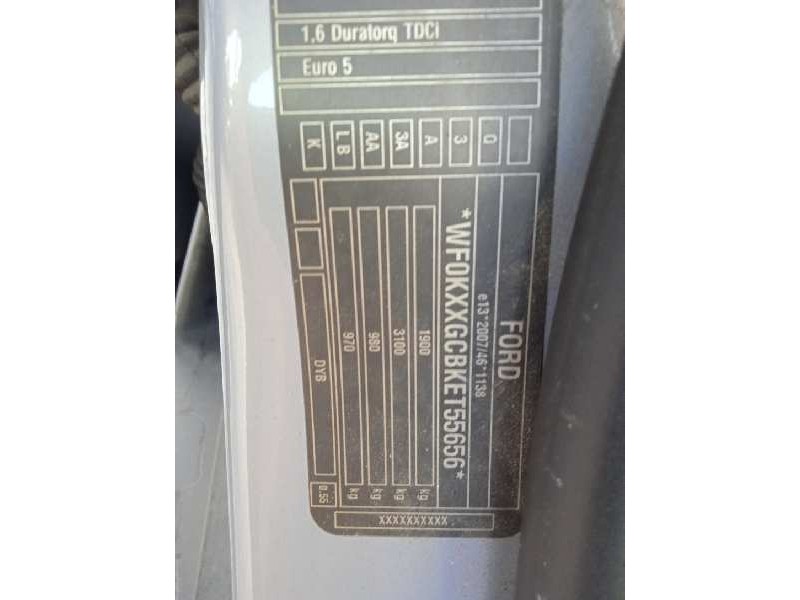 FORD
e13*2007/46*1138
*WF0KXXGCBKET55656*
1900 kg
3100 kg
980 kg
970 kg
DYB
0.55
XXXXXXXXXX
G 3 A 3A AA LB K
1,6 Duratorq TDCi
Euro 5